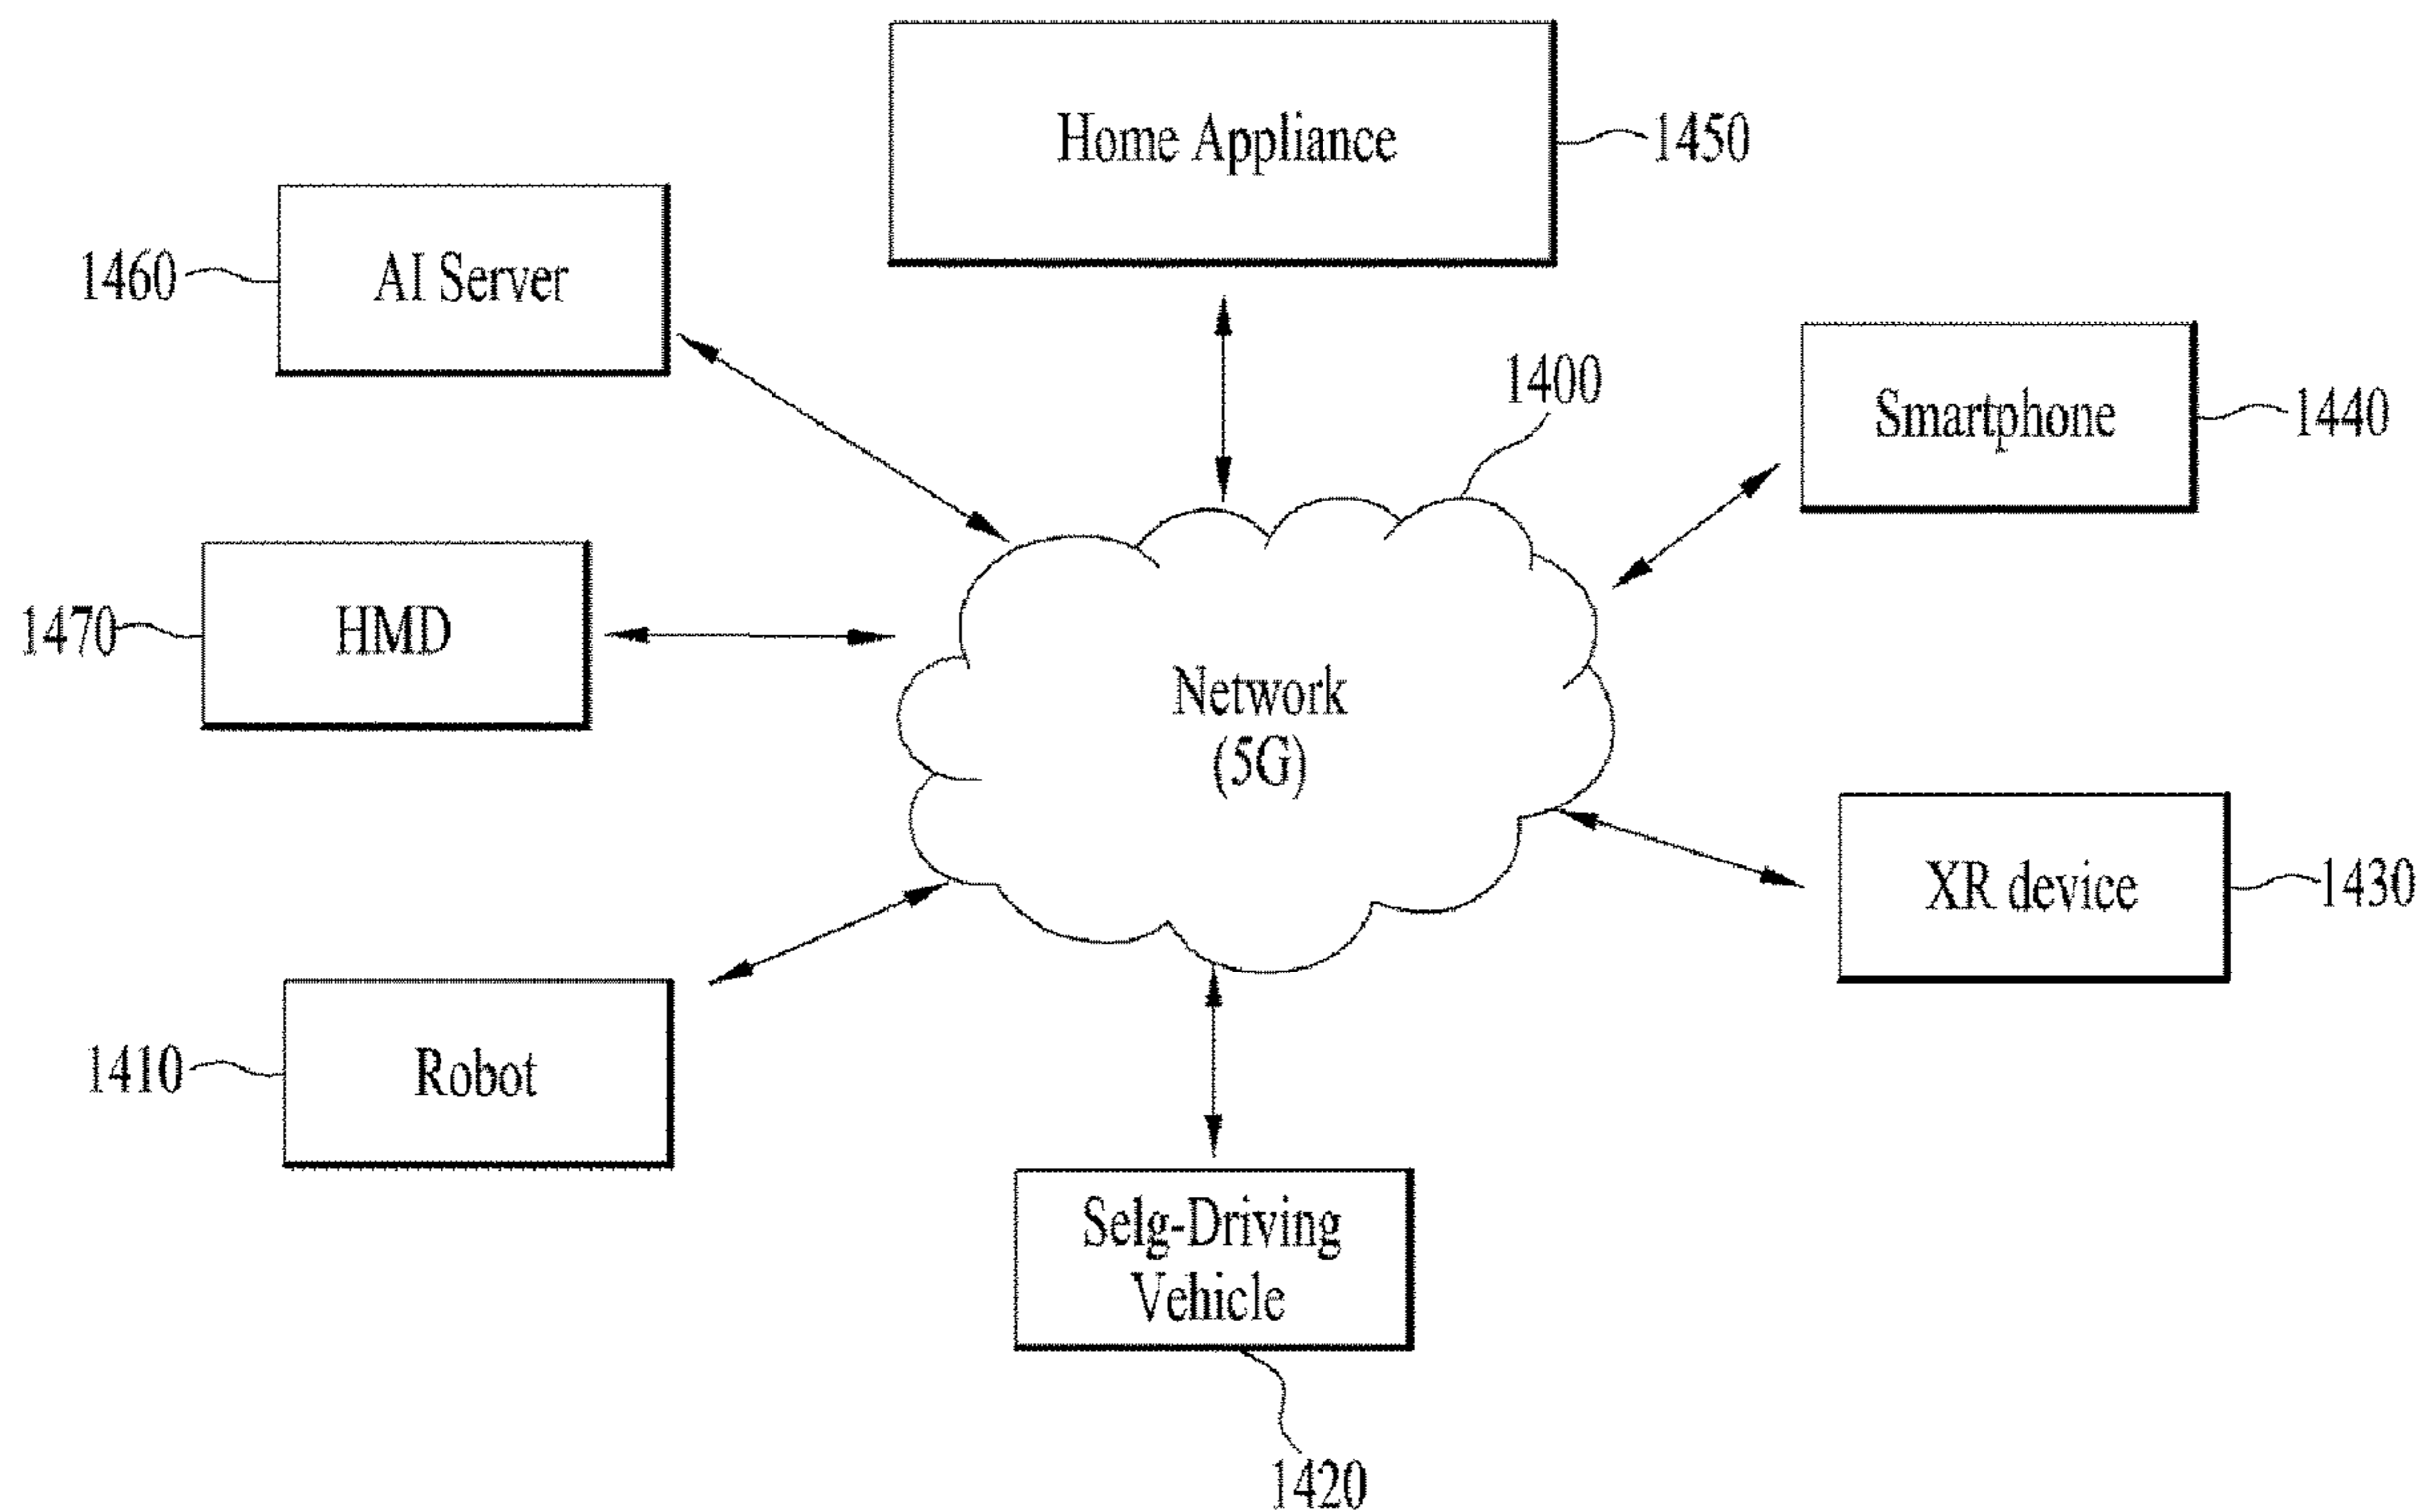 Home Appliance
1450
1460
AI Server
1400
Smartphone
1440
1470
HMD
Network
(5G)
XR device
1430
1410
Robot
Selg-Driving
Vehicle
1420